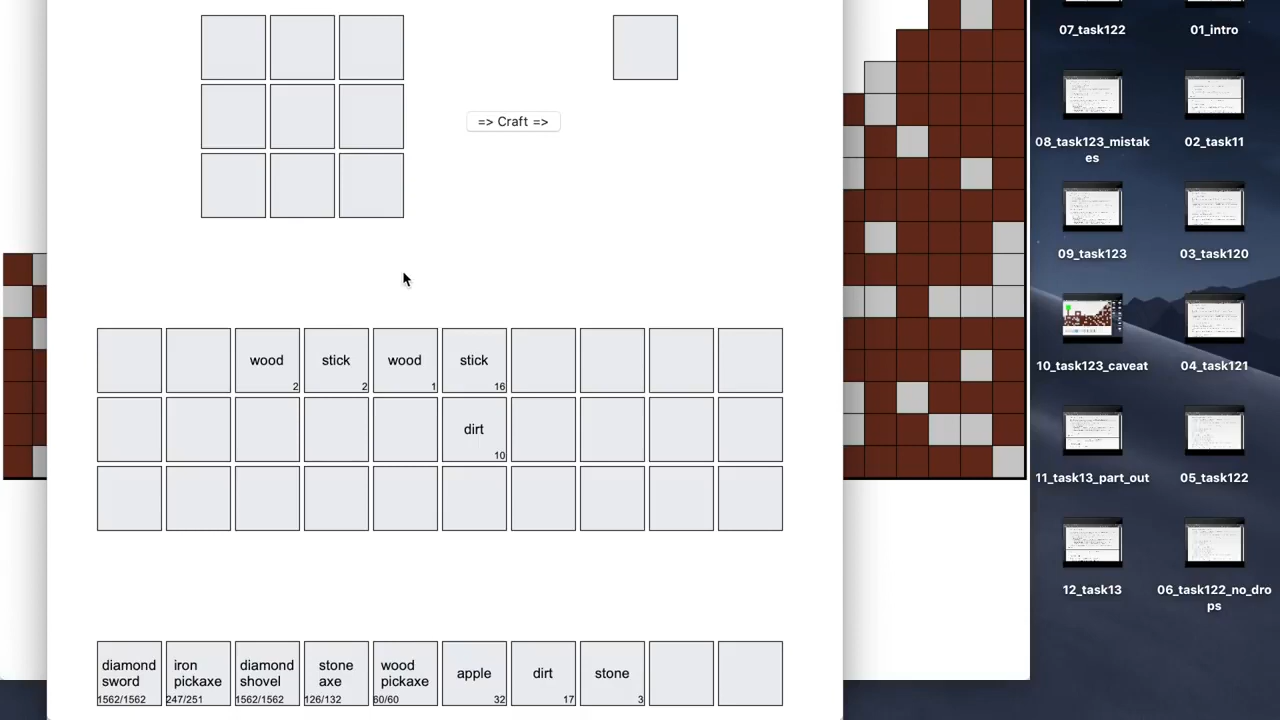 => Craft =>
wood
2
stick
2
wood
1
stick
16
dirt
10
diamond
sword
1562/1562
iron
pickaxe
247/251
diamond
shovel
1562/1562
stone
axe
126/132
wood
pickaxe
60/60
apple
32
dirt
17
stone
3
07_task122
01_intro
08_task123_mistak
es
02_task11
09_task123
03_task120
10_task123_caveat
04_task121
11_task13_part_out
05_task122
12_task13
06_task122_no_dro
ps